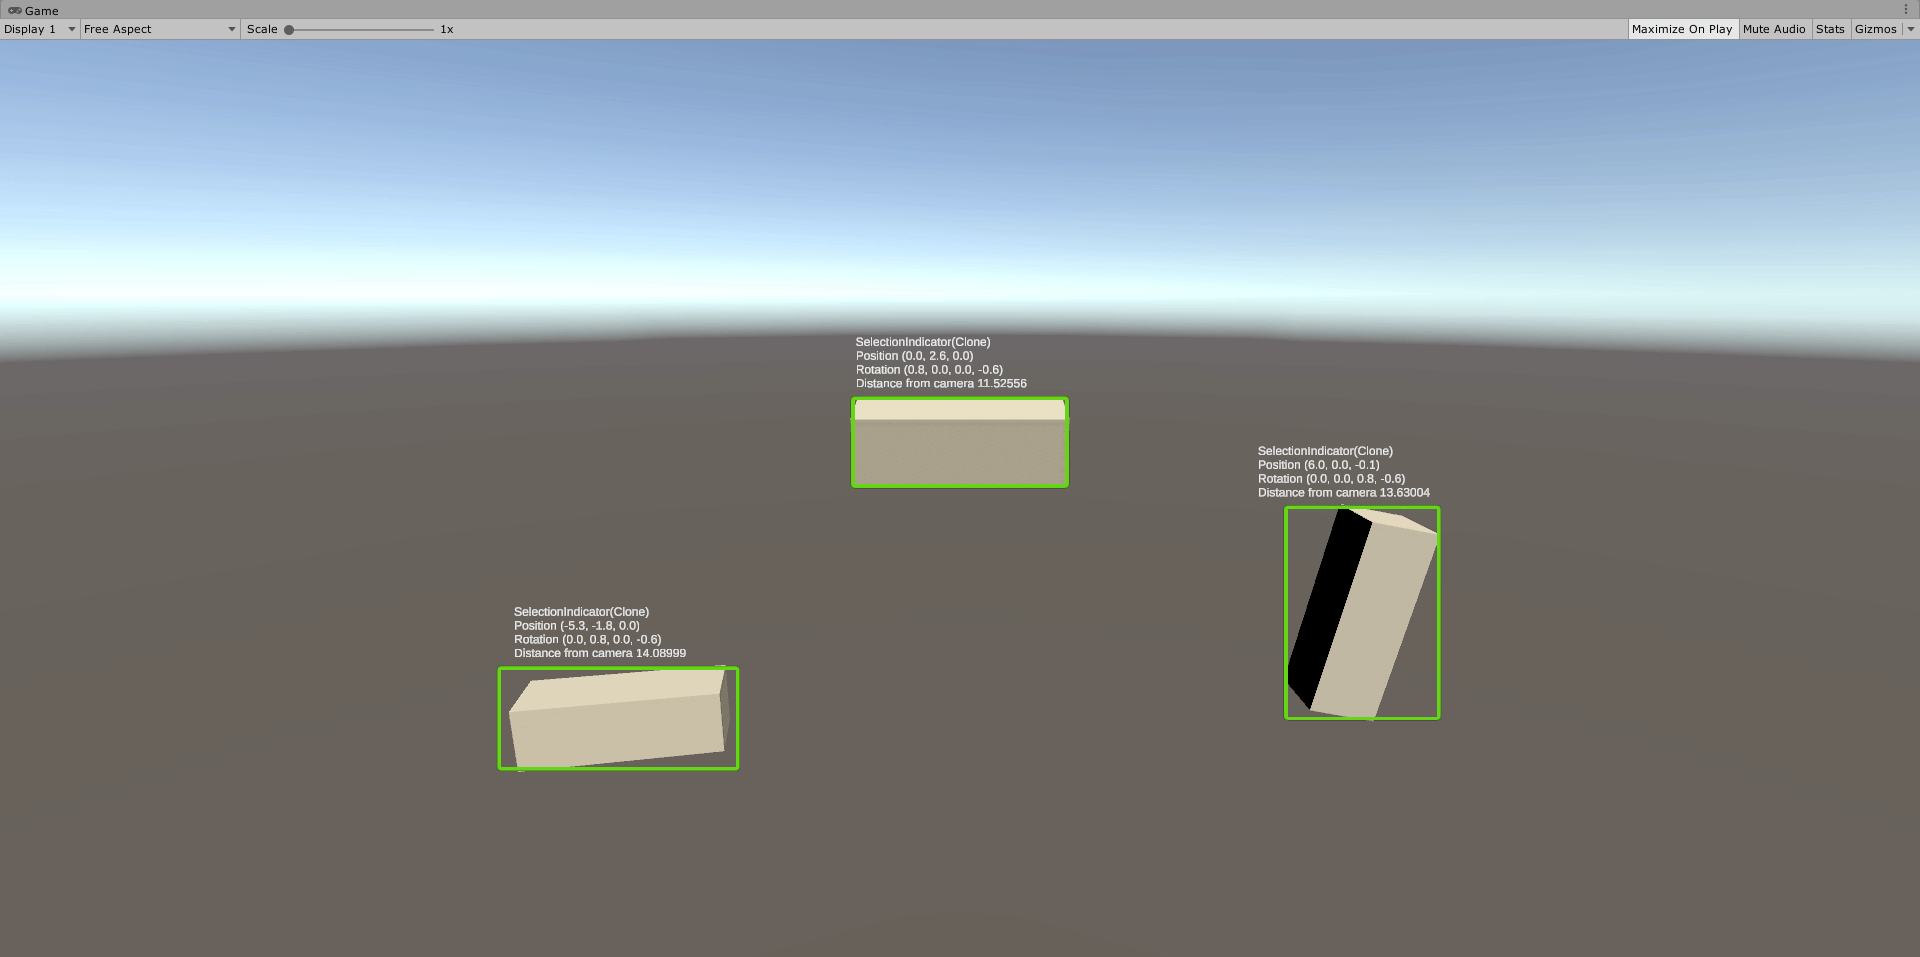 Game
Display 1 Free Aspect Scale 1x Maximize On Play Mute Audio Stats Gizmos
SelectionIndicator(Clone)
Position (0.0, 2.6, 0.0)
Rotation (0.8, 0.0, 0.0, -0.6)
Distance from camera 11.52556
SelectionIndicator(Clone)
Position (6.0, 0.0, -0.1)
Rotation (0.0, 0.0, 0.8, -0.6)
Distance from camera 13.63004
SelectionIndicator(Clone)
Position (-5.3, -1.8, 0.0)
Rotation (0.0, 0.8, 0.0, -0.6)
Distance from camera 14.08999